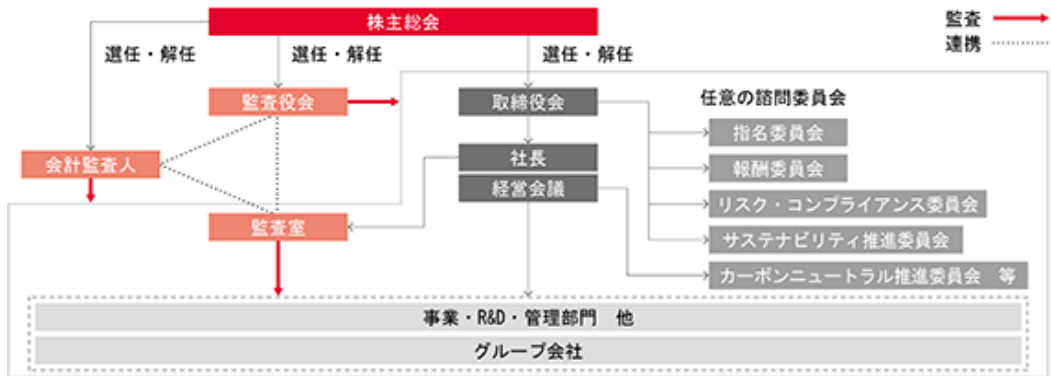 株主総会
監査
連携
選任・解任
選任・解任
選任・解任
監査役会
取締役会
任意の諮問委員会
指名委員会
会計監査人
社長
報酬委員会
経営会議
リスク・コンプライアンス委員会
監査室
サステナビリティ推進委員会
カーボンニュートラル推進委員会　等
事業・R&D・管理部門　他
グループ会社